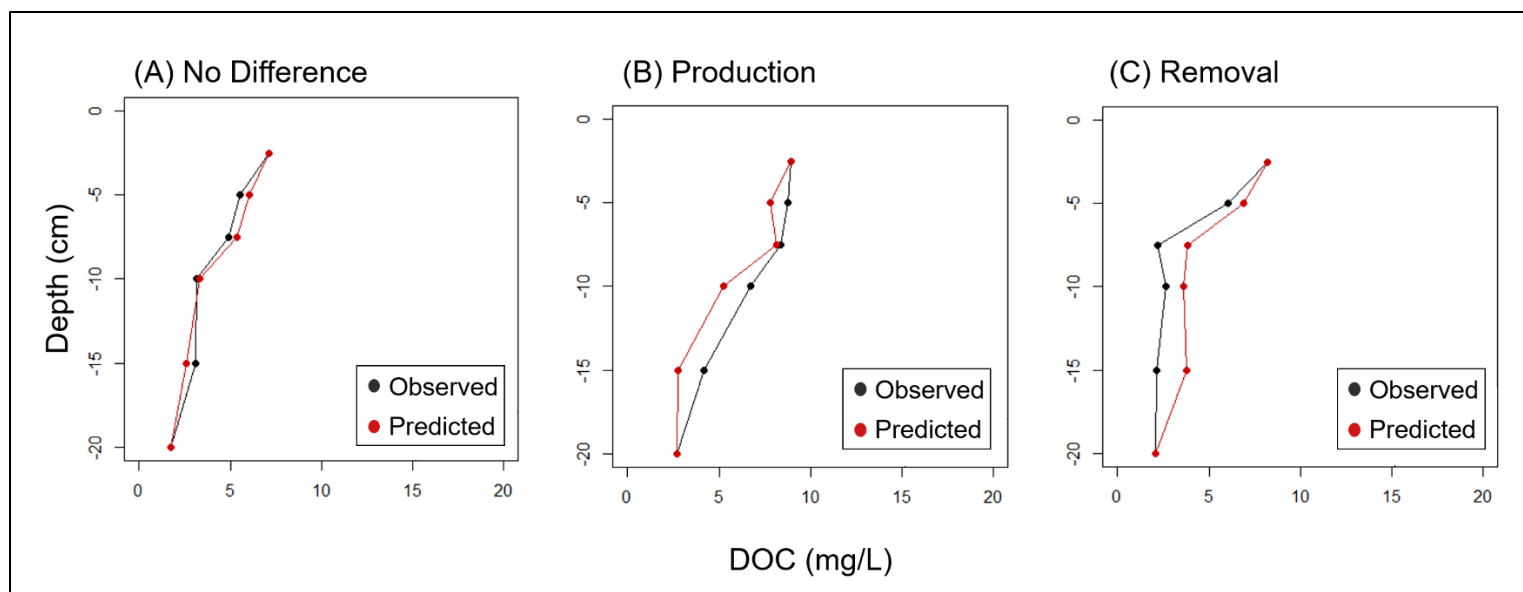 (A) No Difference
(B) Production
(C) Removal
0
-5
-10
-15
-20
0
-5
-10
-15
-20
0
-5
-10
-15
-20
Depth (cm)
Observed
Predicted
Observed
Predicted
Observed
Predicted
0 5 10 15 20
0 5 10 15 20
0 5 10 15 20
DOC (mg/L)